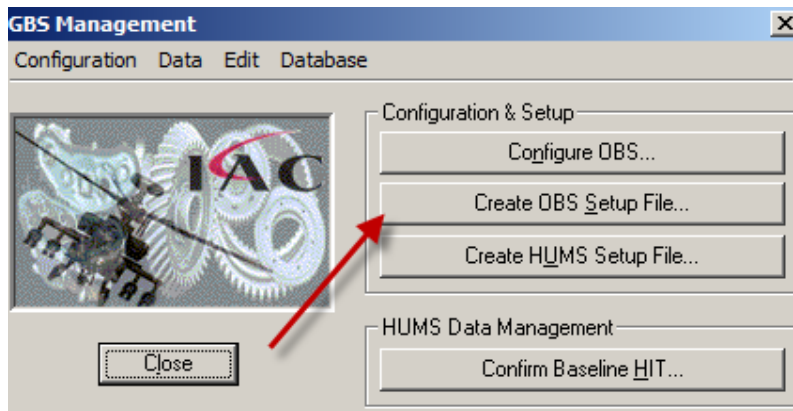 GBS Management
Configuration Data Edit Database
IAC
Configuration & Setup
Configure OBS...
Create OBS Setup File...
Create HUMS Setup File...
HUMS Data Management
Close
Confirm Baseline HIT...